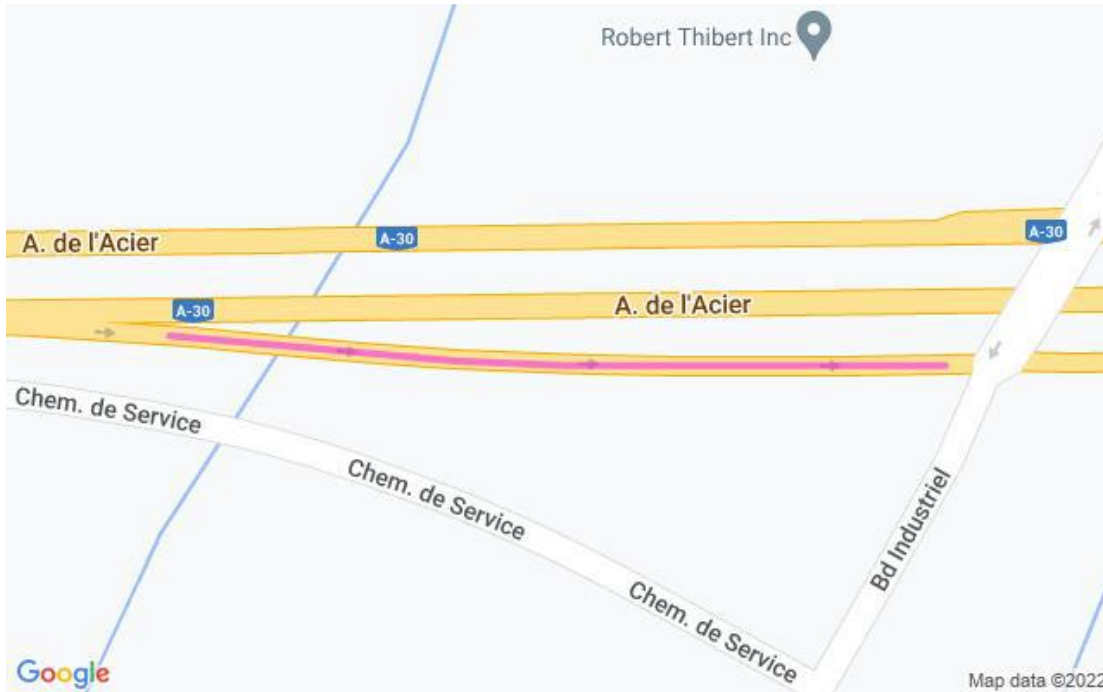 Robert Thibert Inc
A. de l'Acier
A-30
A-30
A-30
A. de l'Acier
Chem. de Service
Chem. de Service
Chem. de Service
Bd Industriel
Google
Map data ©2022